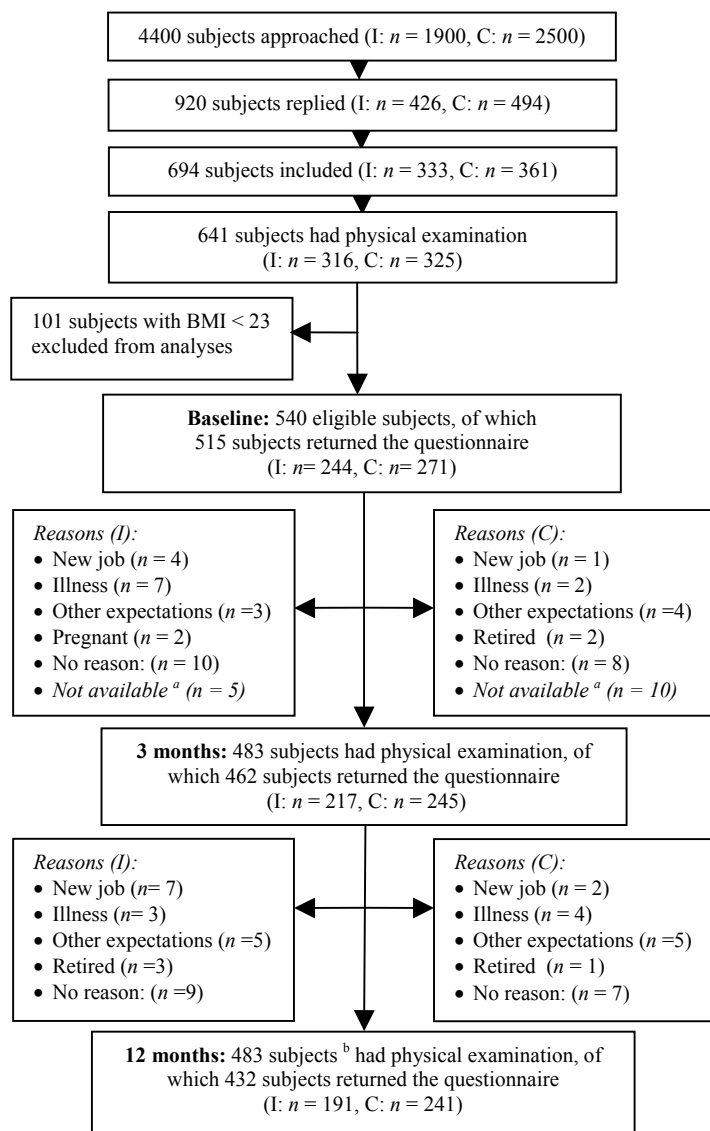 4400 subjects approached (I: n = 1900, C: n = 2500)
920 subjects replied (I: n = 426, C: n = 494)
694 subjects included (I: n = 333, C: n = 361)
641 subjects had physical examination
(I: n = 316, C: n = 325)
101 subjects with BMI < 23
excluded from analyses
Baseline: 540 eligible subjects, of which
515 subjects returned the questionnaire
(I: n= 244, C: n= 271)
Reasons (I):
• New job (n = 4)
• Illness (n = 7)
• Other expectations (n =3)
• Pregnant (n = 2)
• No reason: (n = 10)
• Not available a (n = 5)
Reasons (C):
• New job (n = 1)
• Illness (n = 2)
• Other expectations (n =4)
• Retired (n = 2)
• No reason: (n = 8)
• Not available a (n = 10)
3 months: 483 subjects had physical examination, of
which 462 subjects returned the questionnaire
(I: n = 217, C: n = 245)
Reasons (I):
• New job (n= 7)
• Illness (n= 3)
• Other expectations (n =5)
• Retired (n =3)
• No reason: (n =9)
Reasons (C):
• New job (n = 2)
• Illness (n = 4)
• Other expectations (n =5)
• Retired (n = 1)
• No reason: (n = 7)
12 months: 483 subjects b had physical examination, of
which 432 subjects returned the questionnaire
(I: n = 191, C: n = 241)